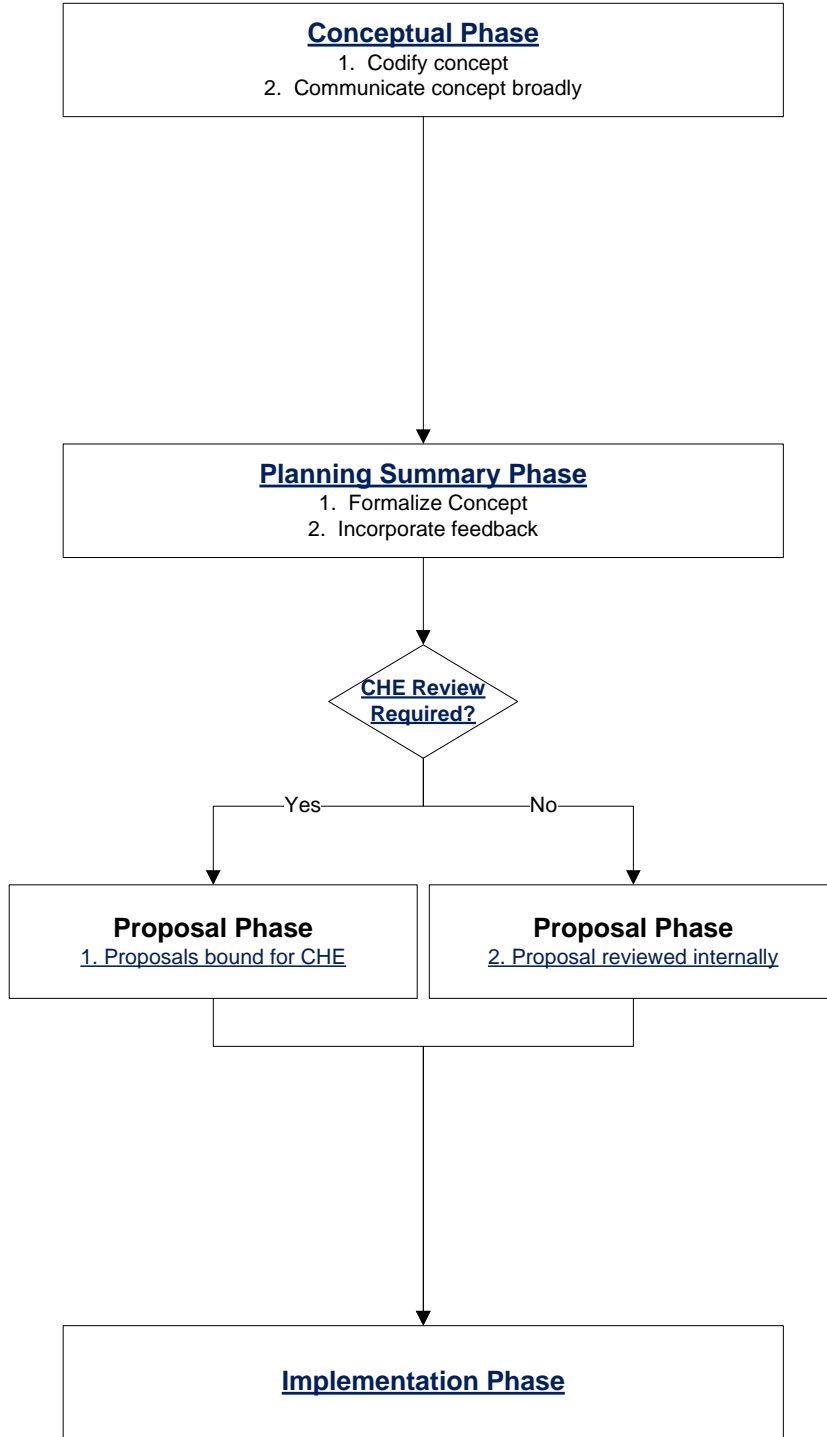 Conceptual Phase
1. Codify concept
2. Communicate concept broadly
Planning Summary Phase
1. Formalize Concept
2. Incorporate feedback
CHE Review
Required?
Yes
No
Proposal Phase
1. Proposals bound for CHE
Proposal Phase
2. Proposal reviewed internally
Implementation Phase